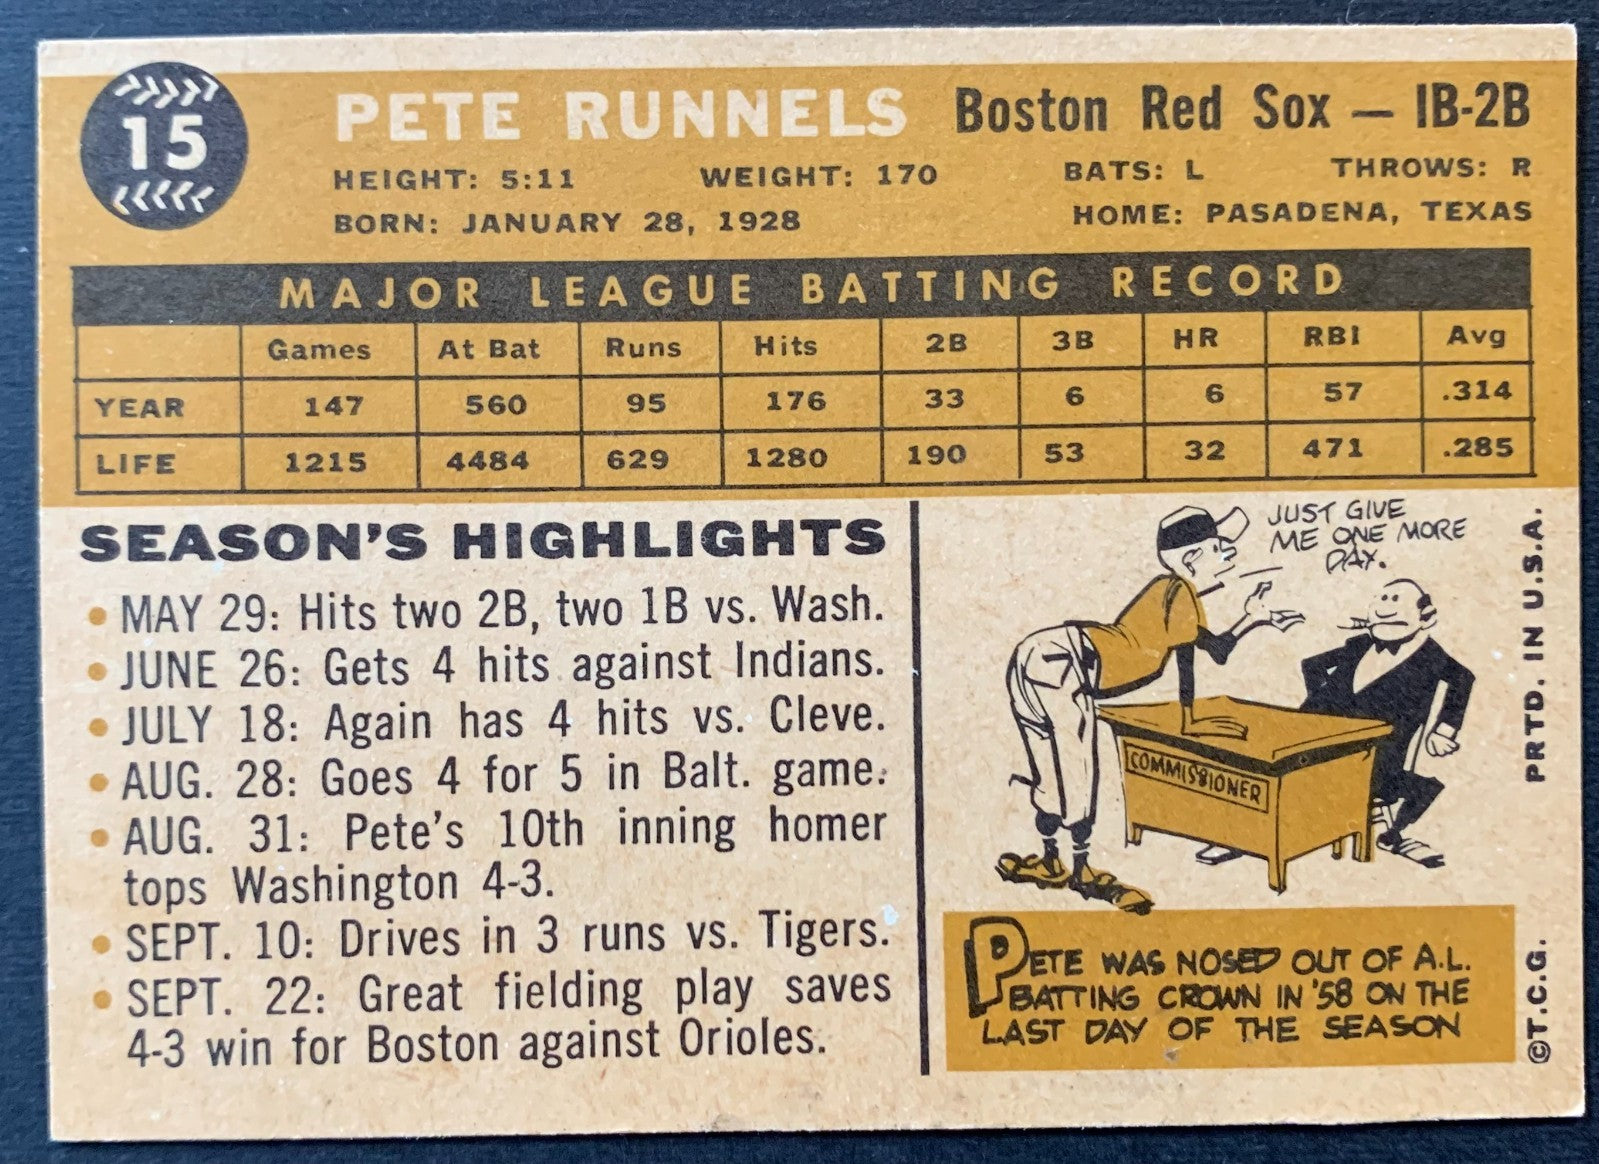 15
PETE RUNNELS Boston Red Sox — 1B-2B
HEIGHT: 5:11 WEIGHT: 170 BATS: L THROWS: R
BORN: JANUARY 28, 1928 HOME: PASADENA, TEXAS
MAJOR LEAGUE BATTING RECORD
Games At Bat Runs Hits 2B 3B HR RBI Avg
YEAR 147 560 95 176 33 6 6 57 .314
LIFE 1215 4484 629 1280 190 53 32 471 .285
SEASON'S HIGHLIGHTS
• MAY 29: Hits two 2B, two 1B vs. Wash.
• JUNE 26: Gets 4 hits against Indians.
• JULY 18: Again has 4 hits vs. Cleve.
• AUG. 28: Goes 4 for 5 in Balt. game.
• AUG. 31: Pete's 10th inning homer
tops Washington 4-3.
• SEPT. 10: Drives in 3 runs vs. Tigers.
• SEPT. 22: Great fielding play saves
4-3 win for Boston against Orioles.
JUST GIVE
ME ONE MORE
DAY.
COMMISSIONER
PETE WAS NOSED OUT OF A.L.
BATTING CROWN IN '58 ON THE
LAST DAY OF THE SEASON
©T.C.G. PRTD. IN U.S.A.